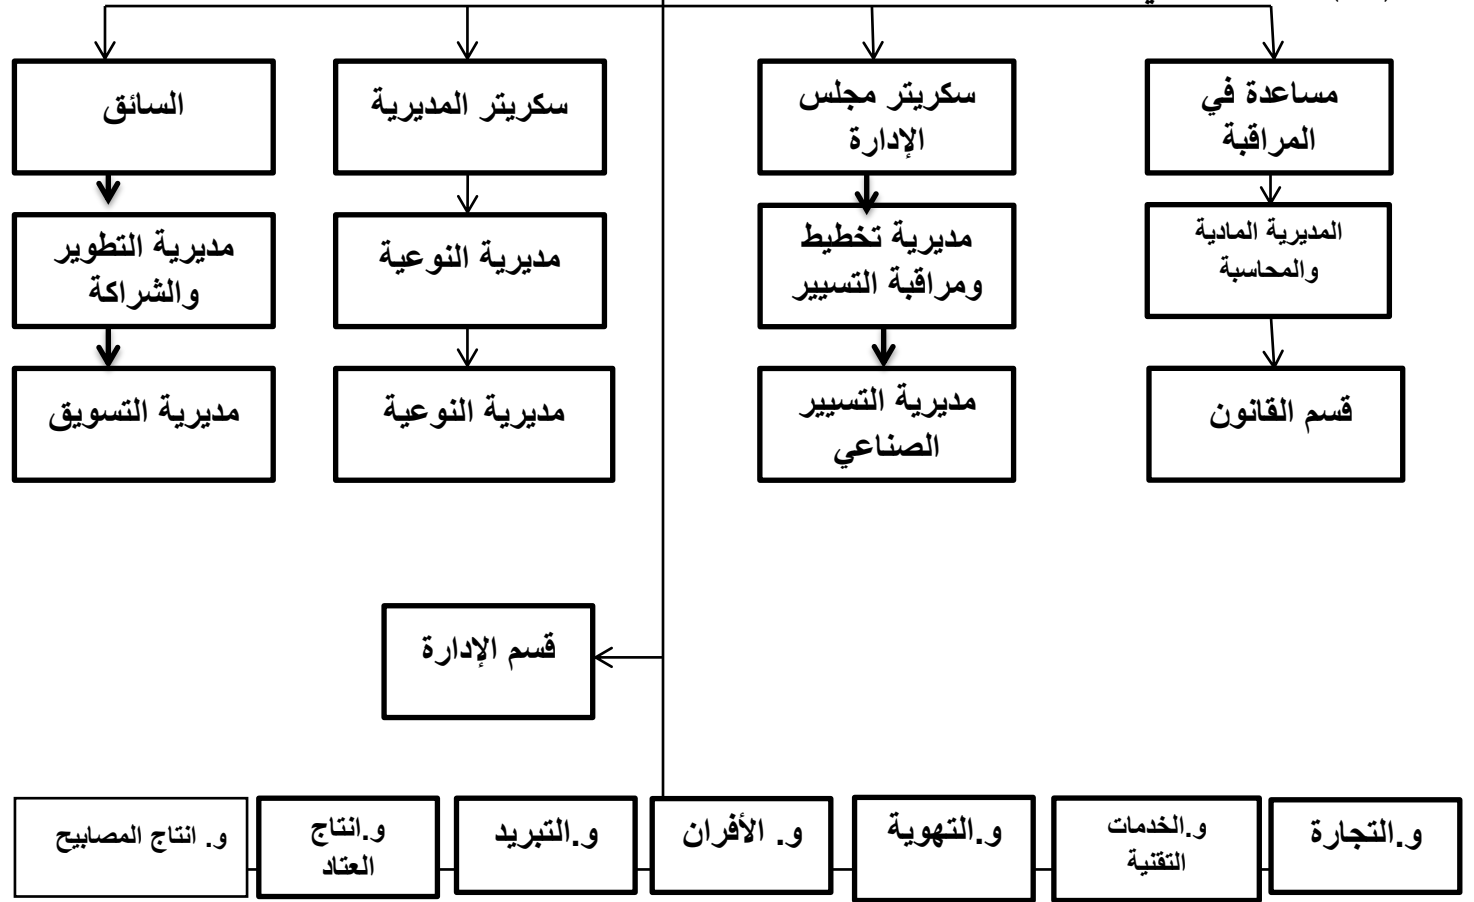 مساعدة في
المراقبة
سكريتر مجلس
الإدارة
سكريتر المديرية
السائق
المديرية المادية
والمحاسبة
مديرية تخطيط
ومراقبة التسيير
مديرية النوعية
مديرية التطوير
والشراكة
قسم القانون
مديرية التسيير
الصناعي
مديرية النوعية
مديرية التسويق
قسم الإدارة
و.التجارة
و.الخدمات
التقنية
و.التهوية
و. الأفران
و.التبريد
و.انتاج
العتاد
و. انتاج المصابيح